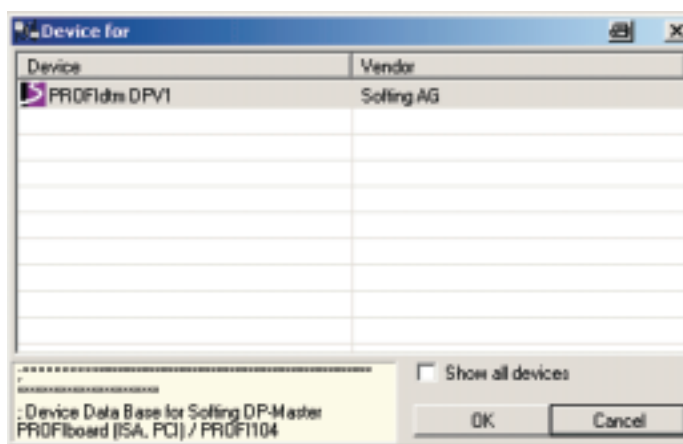 Device for
Device Vendor
PROFIdtm DPV1 Softing AG
Show all devices
; Device Data Base for Softing DP-Master
PROFIboard (ISA, PCI) / PROFI104
OK Cancel